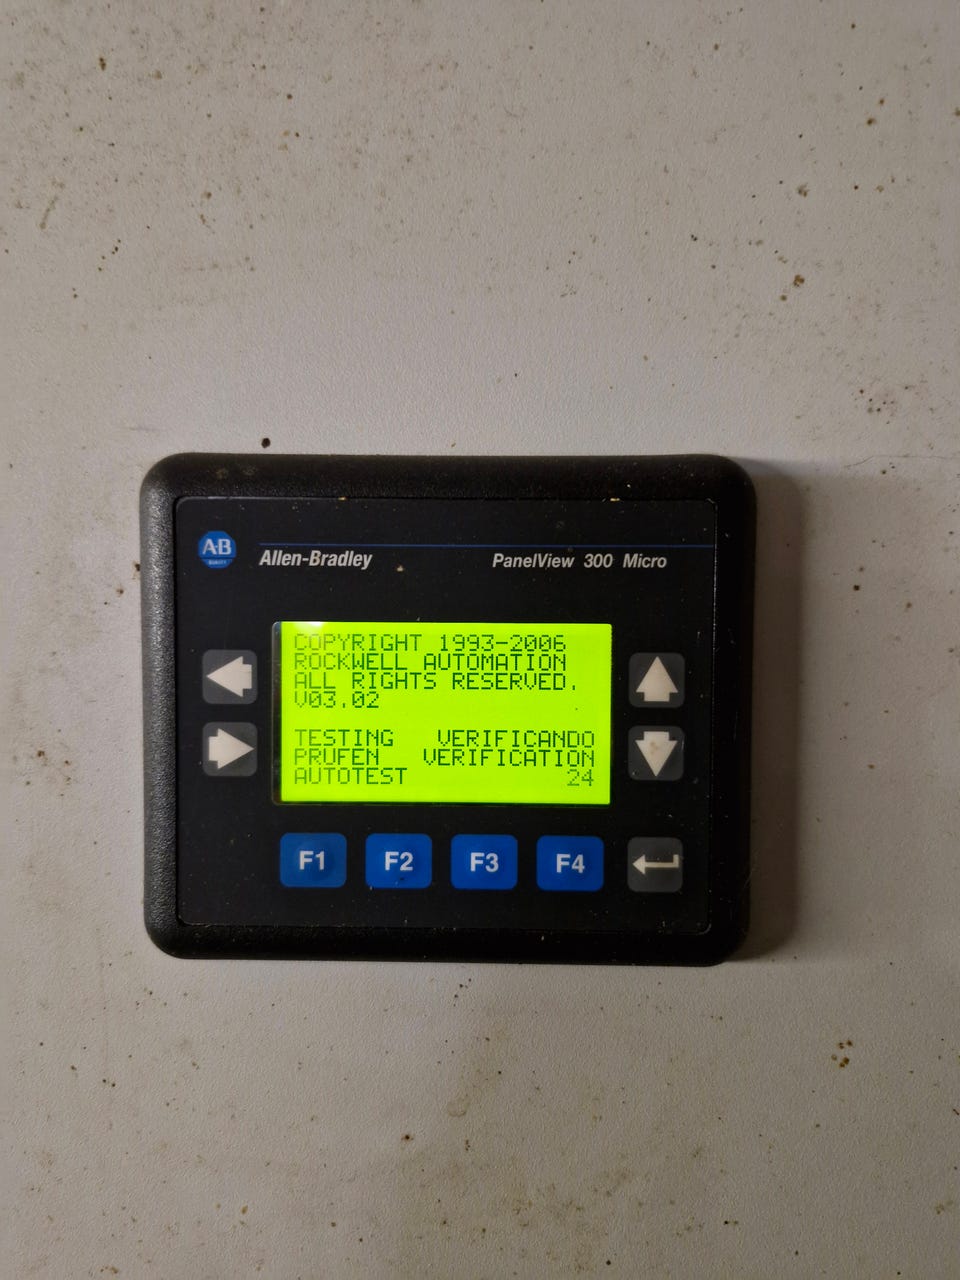 A·B
QUALITY
Allen-Bradley
PanelView 300 Micro
COPYRIGHT 1993-2006
ROCKWELL AUTOMATION
ALL RIGHTS RESERVED.
V03.02
TESTING VERIFICANDO
PRUFEN VERIFICATION
AUTOTEST 24
F1 F2 F3 F4